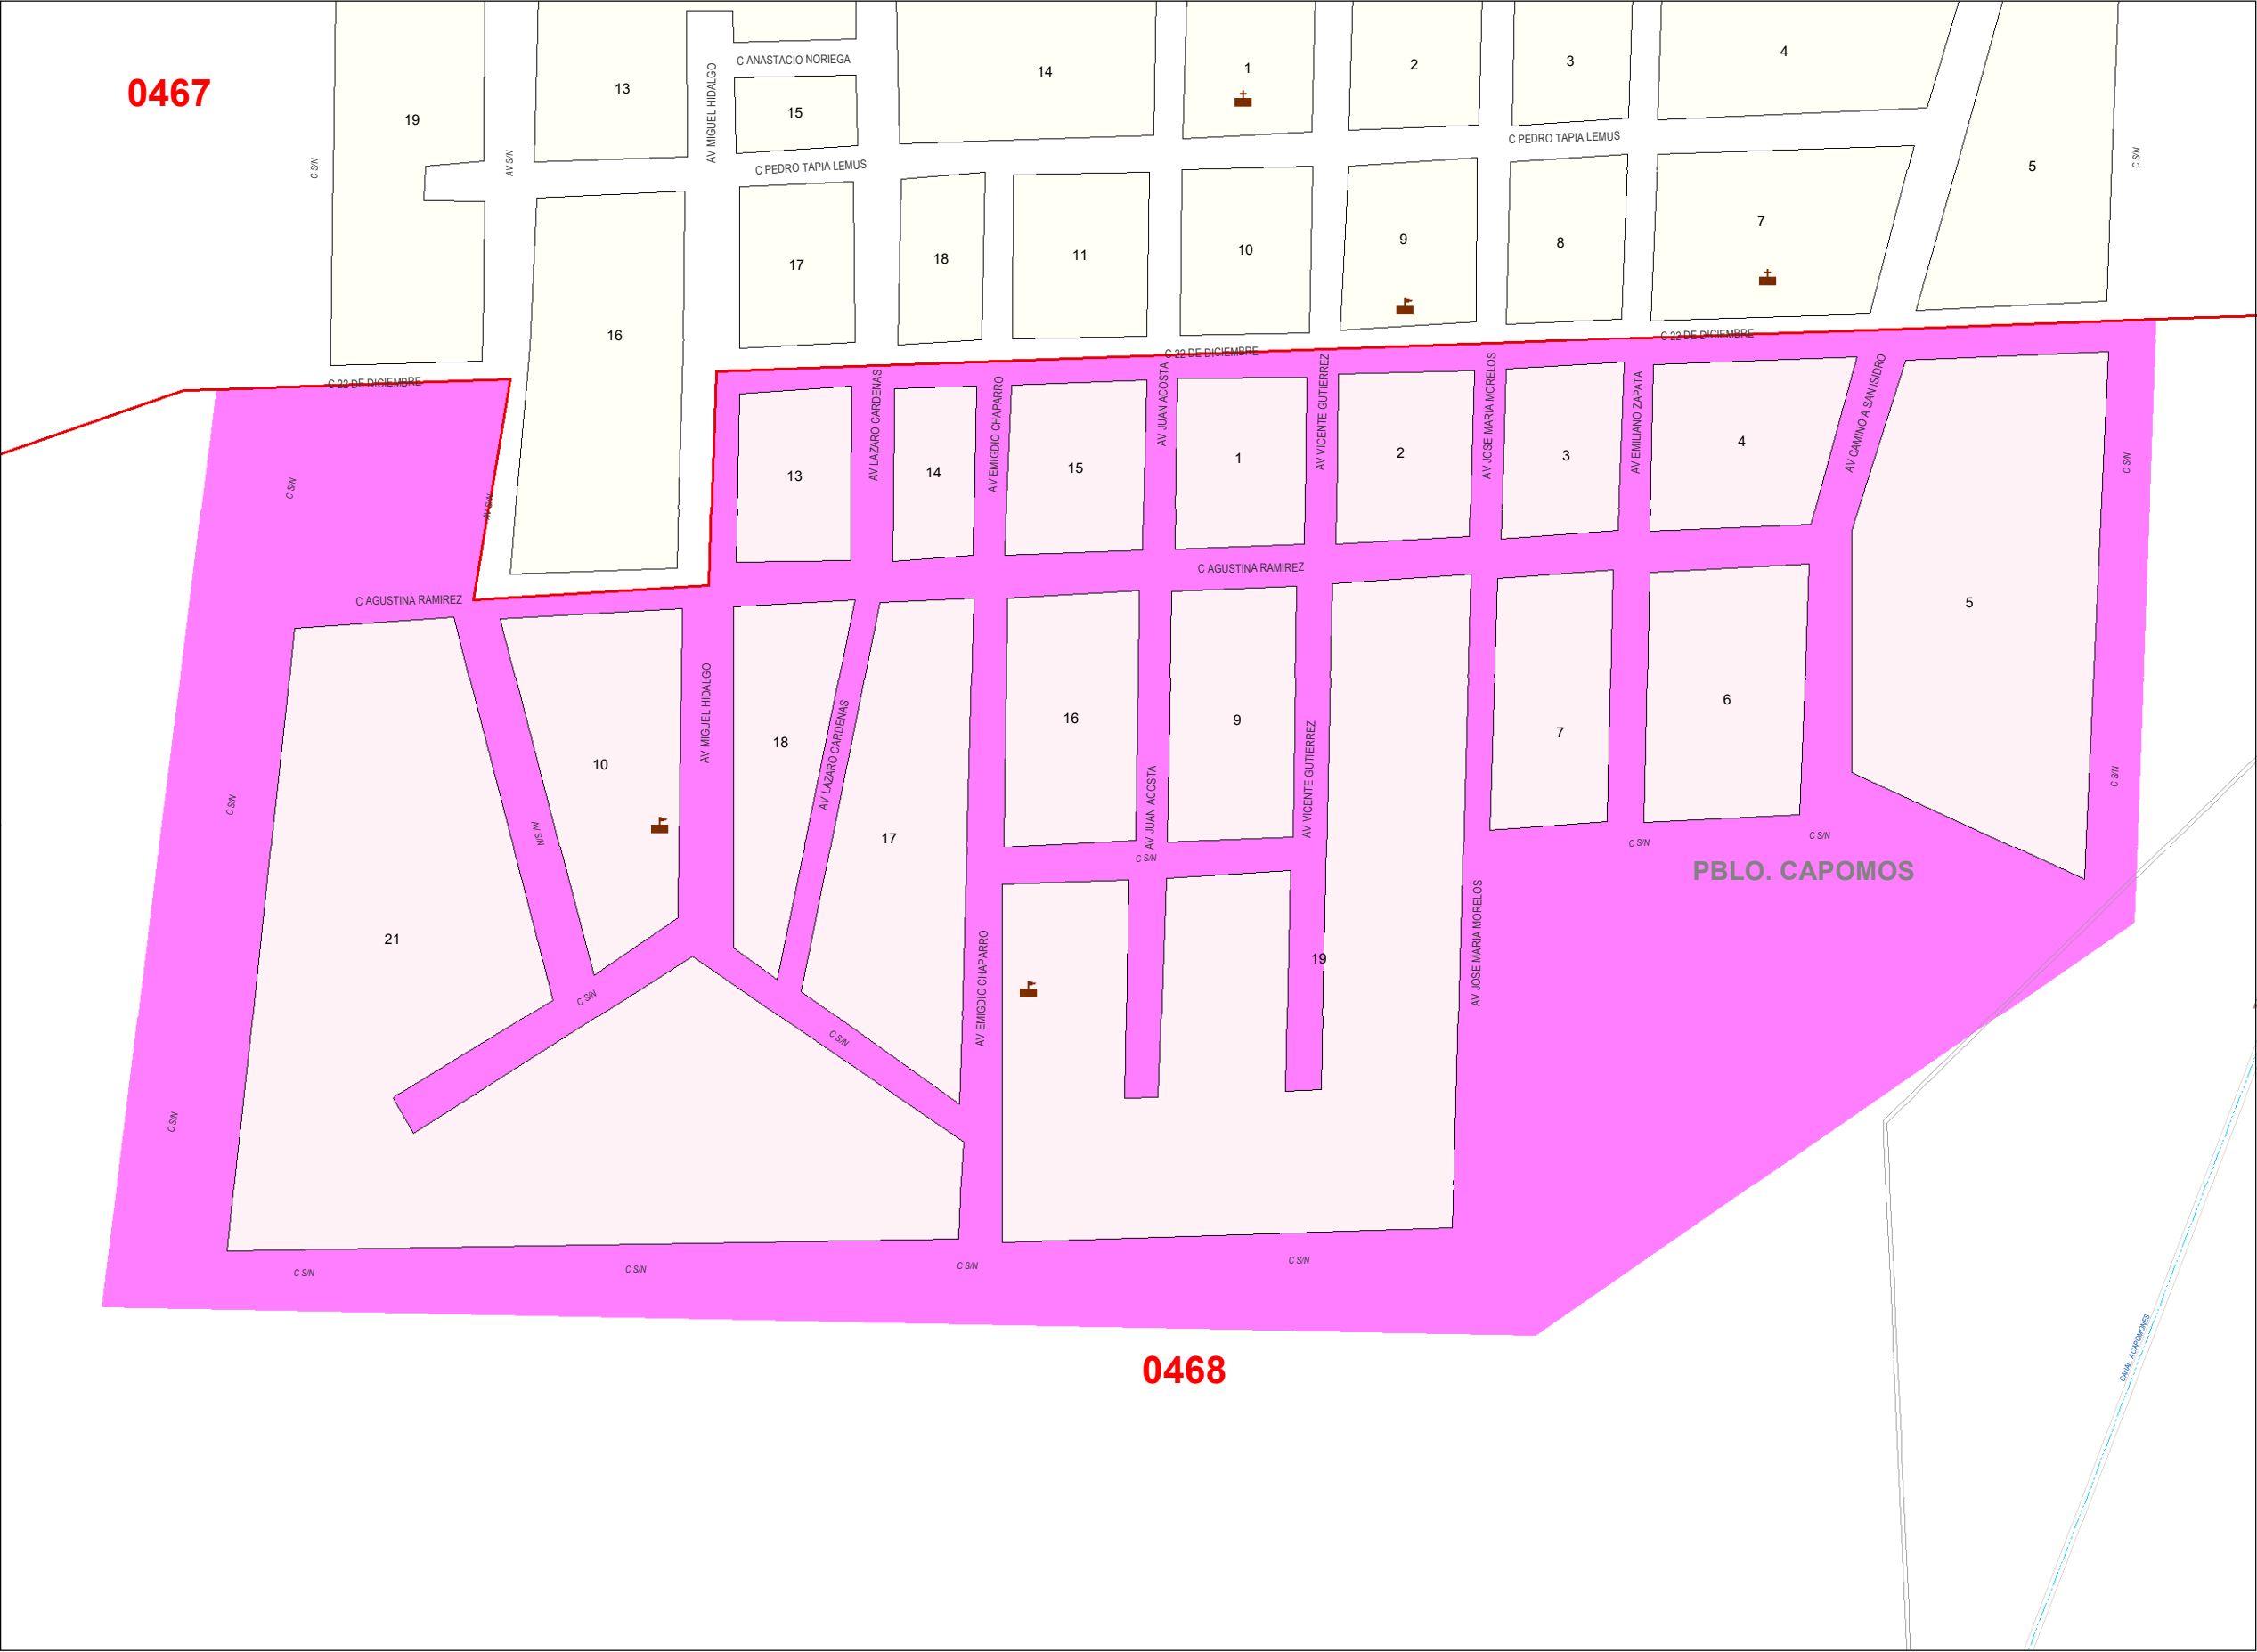 0467
19
13
C ANASTACIO NORIEGA
15
14
1
2
3
4
5
C S/N
AV S/N
AV MIGUEL HIDALGO
C PEDRO TAPIA LEMUS
C PEDRO TAPIA LEMUS
C S/N
16
17
18
11
10
9
8
7
C 22 DE DICIEMBRE
C 22 DE DICIEMBRE
C 22 DE DICIEMBRE
C S/N
AV S/N
13
AV LAZARO CARDENAS
14
AV EMIGDIO CHAPARRO
15
AV JUAN ACOSTA
1
AV VICENTE GUTIERREZ
2
AV JOSE MARIA MORELOS
3
AV EMILIANO ZAPATA
4
AV CAMINO A SAN ISIDRO
5
C S/N
C AGUSTINA RAMIREZ
C AGUSTINA RAMIREZ
C S/N
21
AV S/N
10
AV MIGUEL HIDALGO
18
AV LAZARO CARDENAS
17
16
AV JUAN ACOSTA
9
AV VICENTE GUTIERREZ
7
6
C S/N
C S/N
C S/N
C S/N
PBLO. CAPOMOS
C S/N
C S/N
AV EMIGDIO CHAPARRO
19
AV JOSE MARIA MORELOS
C S/N
C S/N
C S/N
C S/N
C S/N
0468
CANAL ACAPOMONES